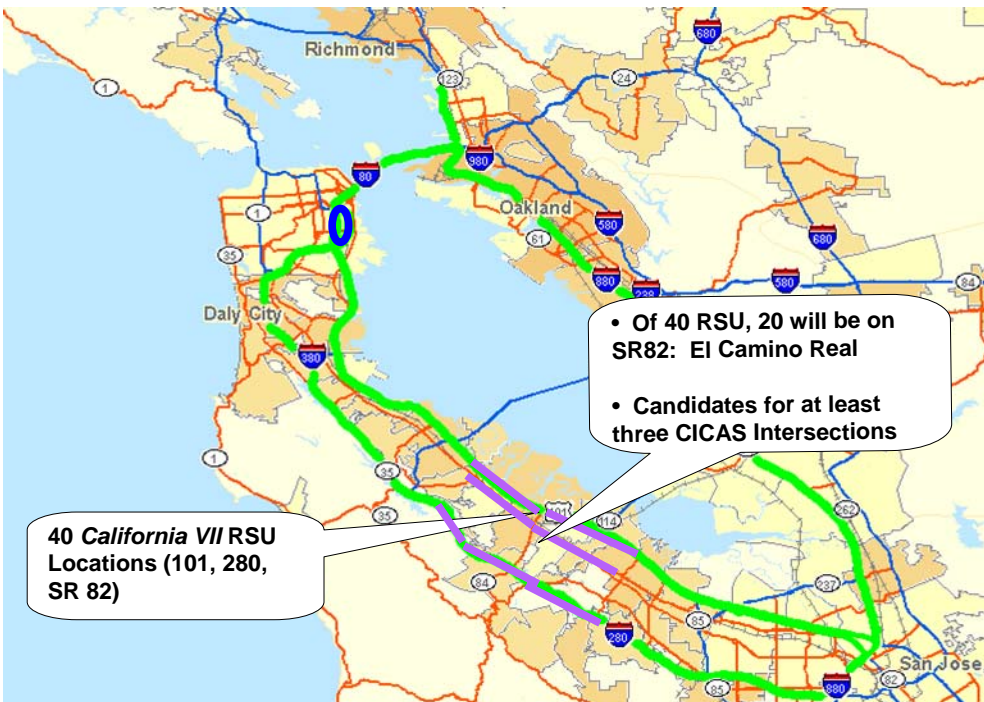 Richmond
680
1
123
24
980
80
1
Oakland
580
35
61
680
880
238
580
84
Daly City
380
• Of 40 RSU, 20 will be on
SR82: El Camino Real
• Candidates for at least
three CICAS Intersections
1
35
35
101
114
262
40 California VII RSU
Locations (101, 280,
SR 82)
84
237
85
280
San Jose
85
880
82